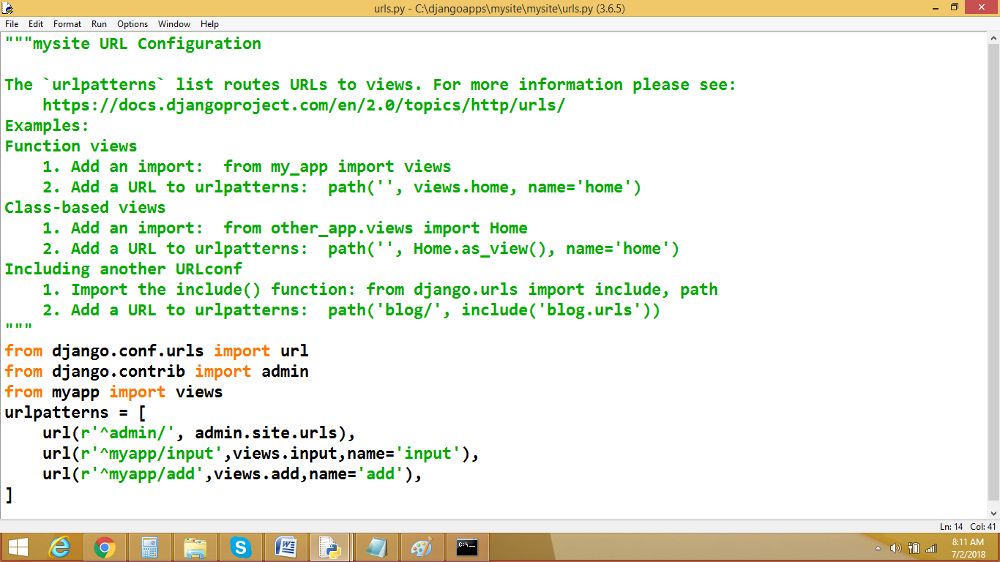 urls.py - C:\djangoapps\mysite\mysite\urls.py (3.6.5)
File Edit Format Run Options Window Help
"""mysite URL Configuration

The `urlpatterns` list routes URLs to views. For more information please see:
    https://docs.djangoproject.com/en/2.0/topics/http/urls/
Examples:
Function views
    1. Add an import:  from my_app import views
    2. Add a URL to urlpatterns:  path('', views.home, name='home')
Class-based views
    1. Add an import:  from other_app.views import Home
    2. Add a URL to urlpatterns:  path('', Home.as_view(), name='home')
Including another URLconf
    1. Import the include() function: from django.urls import include, path
    2. Add a URL to urlpatterns:  path('blog/', include('blog.urls'))
"""
from django.conf.urls import url
from django.contrib import admin
from myapp import views
urlpatterns = [
    url(r'^admin/', admin.site.urls),
    url(r'^myapp/input',views.input,name='input'),
    url(r'^myapp/add',views.add,name='add'),
]
Ln: 14 Col: 41
C:\_
8:11 AM
7/2/2018